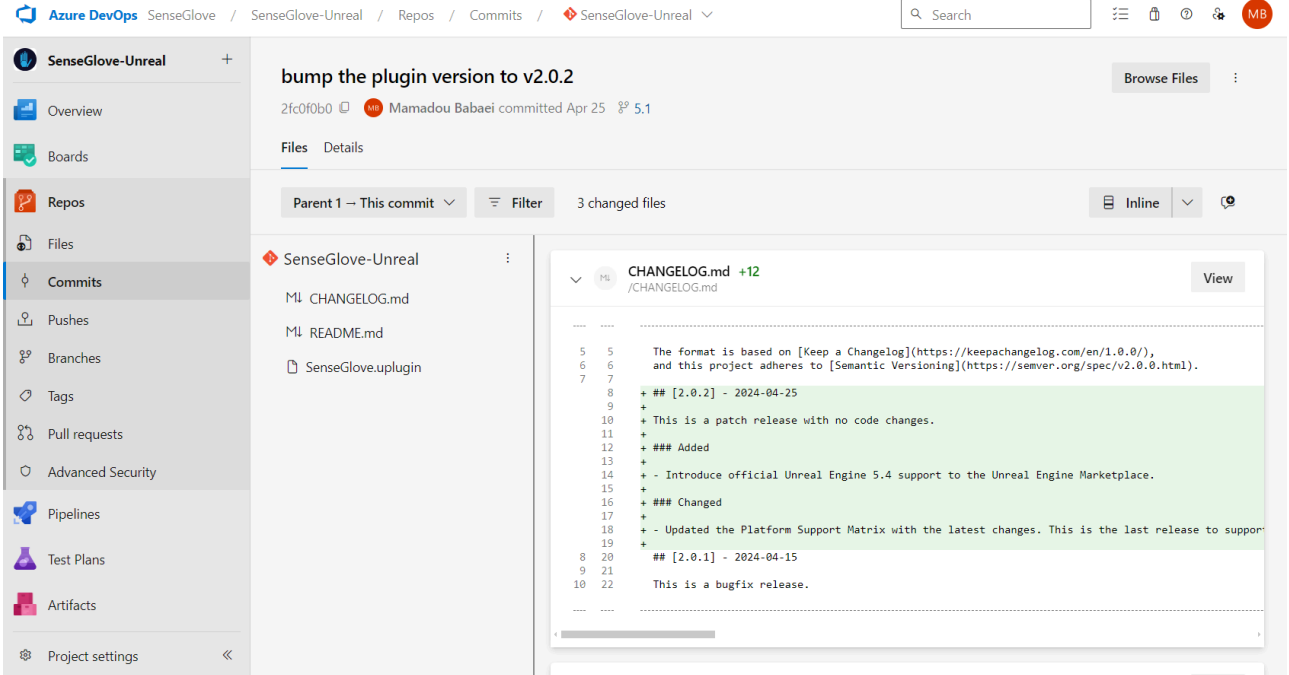 Azure DevOps SenseGlove / SenseGlove-Unreal / Repos / Commits / SenseGlove-Unreal Search MB
SenseGlove-Unreal +
Overview
Boards
Repos
Files
Commits
Pushes
Branches
Tags
Pull requests
Advanced Security
Pipelines
Test Plans
Artifacts
Project settings
bump the plugin version to v2.0.2
Browse Files
2fc0f0b0 MB Mamadou Babaei committed Apr 25 5.1
Files Details
Parent 1 → This commit Filter 3 changed files Inline
SenseGlove-Unreal
M↓ CHANGELOG.md
M↓ README.md
SenseGlove.uplugin
M↓ CHANGELOG.md +12
/CHANGELOG.md
View
5 5 The format is based on [Keep a Changelog](https://keepachangelog.com/en/1.0.0/),
6 6 and this project adheres to [Semantic Versioning](https://semver.org/spec/v2.0.0.html).
7 7
8 + ## [2.0.2] - 2024-04-25
9 +
10 + This is a patch release with no code changes.
11 +
12 + ### Added
13 +
14 + - Introduce official Unreal Engine 5.4 support to the Unreal Engine Marketplace.
15 +
16 + ### Changed
17 +
18 + - Updated the Platform Support Matrix with the latest changes. This is the last release to suppor
19 +
8 20 ## [2.0.1] - 2024-04-15
9 21
10 22 This is a bugfix release.